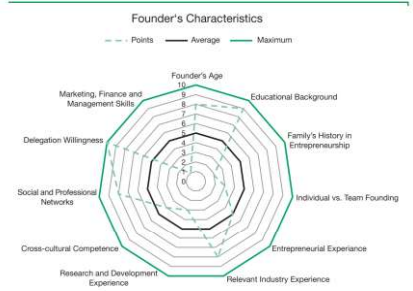 Founder's Characteristics
Points Average Maximum
Founder's Age
10
9
8
7
6
5
4
3
2
1
0
Educational Background
Family's History in
Entrepreneurship
Individual vs. Team Founding
Entrepreneurial Experiance
Relevant Industry Experience
Research and Development
Experience
Cross-cultural Competence
Social and Professional
Networks
Delegation Willingness
Marketing, Finance and
Management Skills